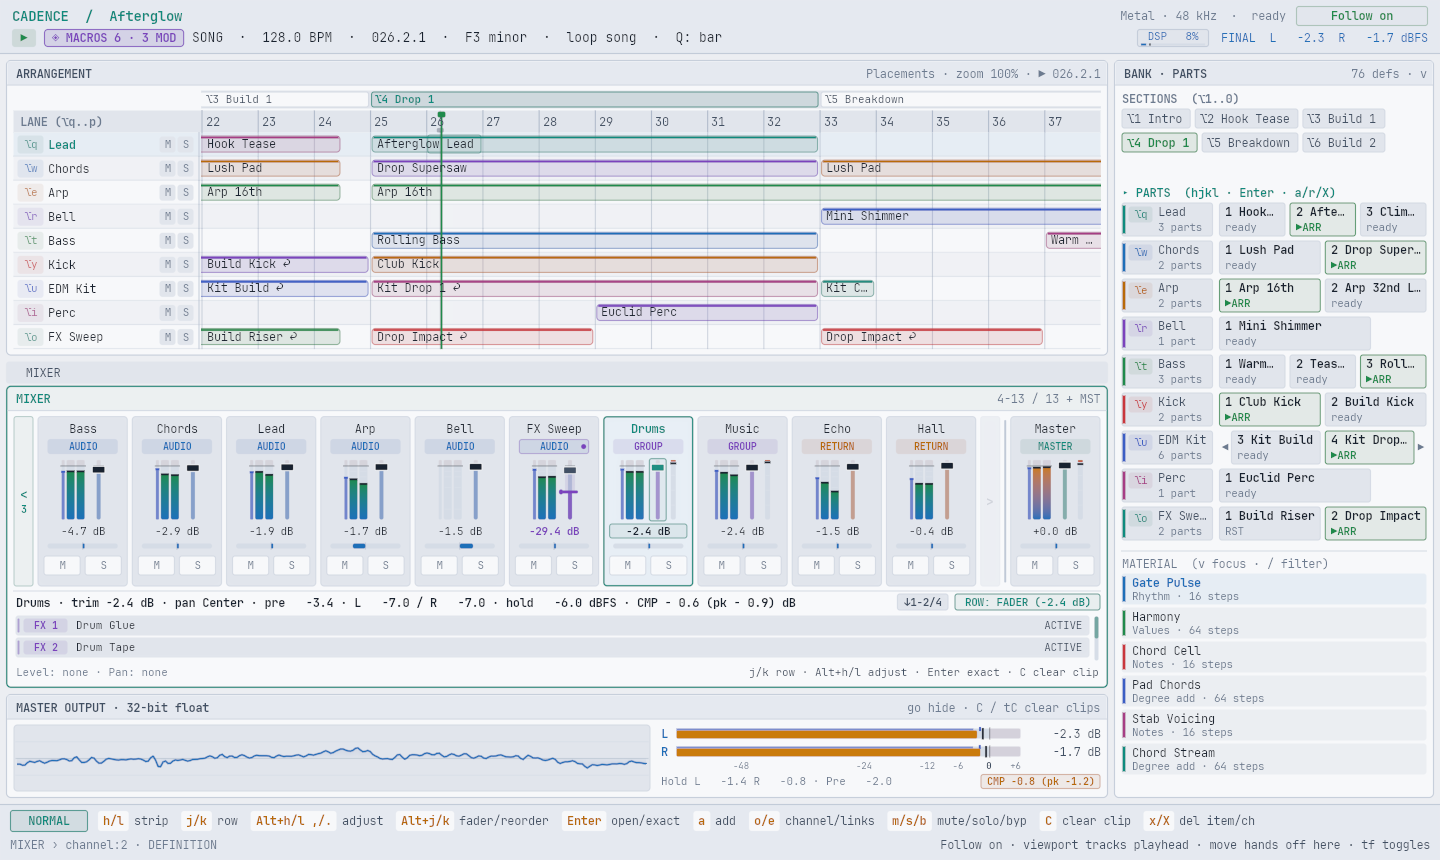 CADENCE / Afterglow
Metal · 48 kHz · ready Follow on
▶ ◈ MACROS 6 · 3 MOD SONG · 128.0 BPM · 026.2.1 · F3 minor · loop song · Q: bar
DSP 8% FINAL L -2.3 R -1.7 dBFS
ARRANGEMENT Placements · zoom 100% · ▶ 026.2.1
⌥3 Build 1 ⌥4 Drop 1 ⌥5 Breakdown
LANE (⌥q..p) 22 23 24 25 26 27 28 29 30 31 32 33 34 35 36 37
⌥q Lead M S Hook Tease Afterglow Lead
⌥w Chords M S Lush Pad Drop Supersaw Lush Pad
⌥e Arp M S Arp 16th Arp 16th
⌥r Bell M S Mini Shimmer
⌥t Bass M S Rolling Bass Warm …
⌥y Kick M S Build Kick ⤶ Club Kick
⌥u EDM Kit M S Kit Build ⤶ Kit Drop 1 ⤶ Kit C…
⌥i Perc M S Euclid Perc
⌥o FX Sweep M S Build Riser ⤶ Drop Impact ⤶ Drop Impact ⤶
MIXER
MIXER 4-13 / 13 + MST
< 3
Bass Chords Lead Arp Bell FX Sweep Drums Music Echo Hall Master
AUDIO AUDIO AUDIO AUDIO AUDIO AUDIO GROUP GROUP RETURN RETURN MASTER
>
-4.7 dB -2.9 dB -1.9 dB -1.7 dB -1.5 dB -29.4 dB -2.4 dB -2.4 dB -1.5 dB -0.4 dB +0.0 dB
M S M S M S M S M S M S M S M S M S M S M S
Drums · trim -2.4 dB · pan Center · pre -3.4 · L -7.0 / R -7.0 · hold -6.0 dBFS · CMP - 0.6 (pk - 0.9) dB ↓1-2/4 ROW: FADER (-2.4 dB)
FX 1 Drum Glue ACTIVE
FX 2 Drum Tape ACTIVE
Level: none · Pan: none j/k row · Alt+h/l adjust · Enter exact · C clear clip
MASTER OUTPUT · 32-bit float go hide · C / tC clear clips
L -2.3 dB
R -1.7 dB
-48 -24 -12 -6 0 +6
Hold L -1.4 R -0.8 · Pre -2.0 CMP -0.8 (pk -1.2)
BANK · PARTS 76 defs · v
SECTIONS (⌥1..0)
⌥1 Intro ⌥2 Hook Tease ⌥3 Build 1
⌥4 Drop 1 ⌥5 Breakdown ⌥6 Build 2
▸ PARTS (hjkl · Enter · a/r/X)
⌥q Lead 1 Hook… 2 Afte… 3 Clim…
3 parts ready ▶ARR ready
⌥w Chords 1 Lush Pad 2 Drop Super…
2 parts ready ▶ARR
⌥e Arp 1 Arp 16th 2 Arp 32nd L…
2 parts ▶ARR ready
⌥r Bell 1 Mini Shimmer
1 part ready
⌥t Bass 1 Warm… 2 Teas… 3 Roll…
3 parts ready ready ▶ARR
⌥y Kick 1 Club Kick 2 Build Kick
2 parts ▶ARR ready
⌥u EDM Kit ◀ 3 Kit Build 4 Kit Drop… ▶
6 parts ready ▶ARR
⌥i Perc 1 Euclid Perc
1 part ready
⌥o FX Swe… 1 Build Riser 2 Drop Impact
2 parts RST ▶ARR
MATERIAL (v focus · / filter)
Gate Pulse
Rhythm · 16 steps
Harmony
Values · 64 steps
Chord Cell
Notes · 16 steps
Pad Chords
Degree add · 64 steps
Stab Voicing
Notes · 16 steps
Chord Stream
Degree add · 64 steps
NORMAL h/l strip j/k row Alt+h/l ,/. adjust Alt+j/k fader/reorder Enter open/exact a add o/e channel/links m/s/b mute/solo/byp C clear clip x/X del item/ch
MIXER › channel:2 · DEFINITION Follow on · viewport tracks playhead · move hands off here · tf toggles